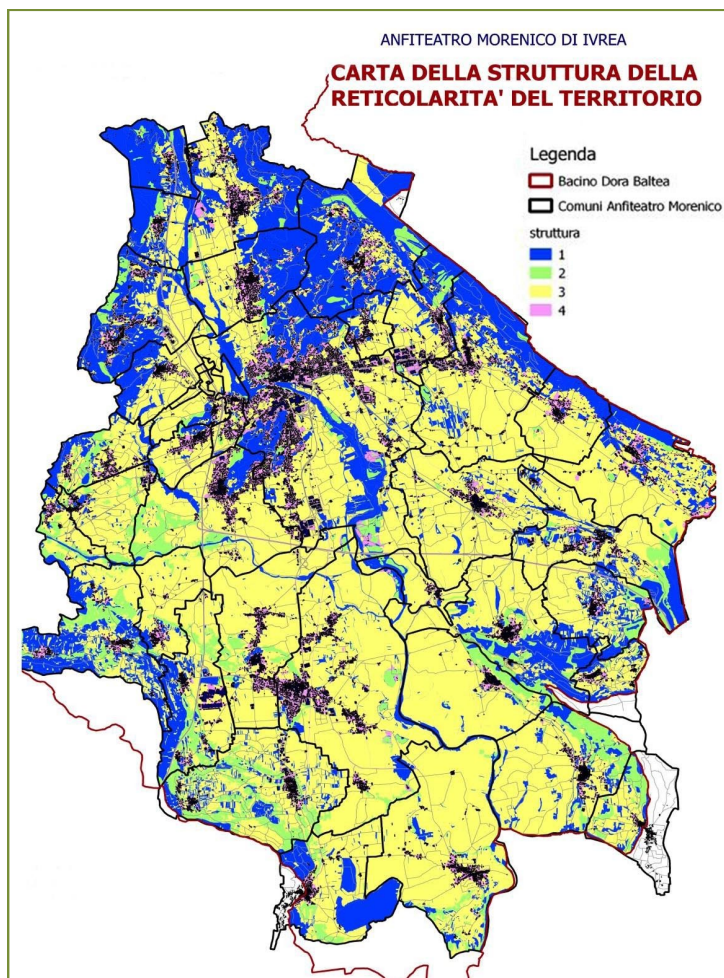 ANFITEATRO MORENICO DI IVREA
CARTA DELLA STRUTTURA DELLA
RETICOLARITA' DEL TERRITORIO
Legenda
Bacino Dora Baltea
Comuni Anfiteatro Morenico
struttura
1
2
3
4